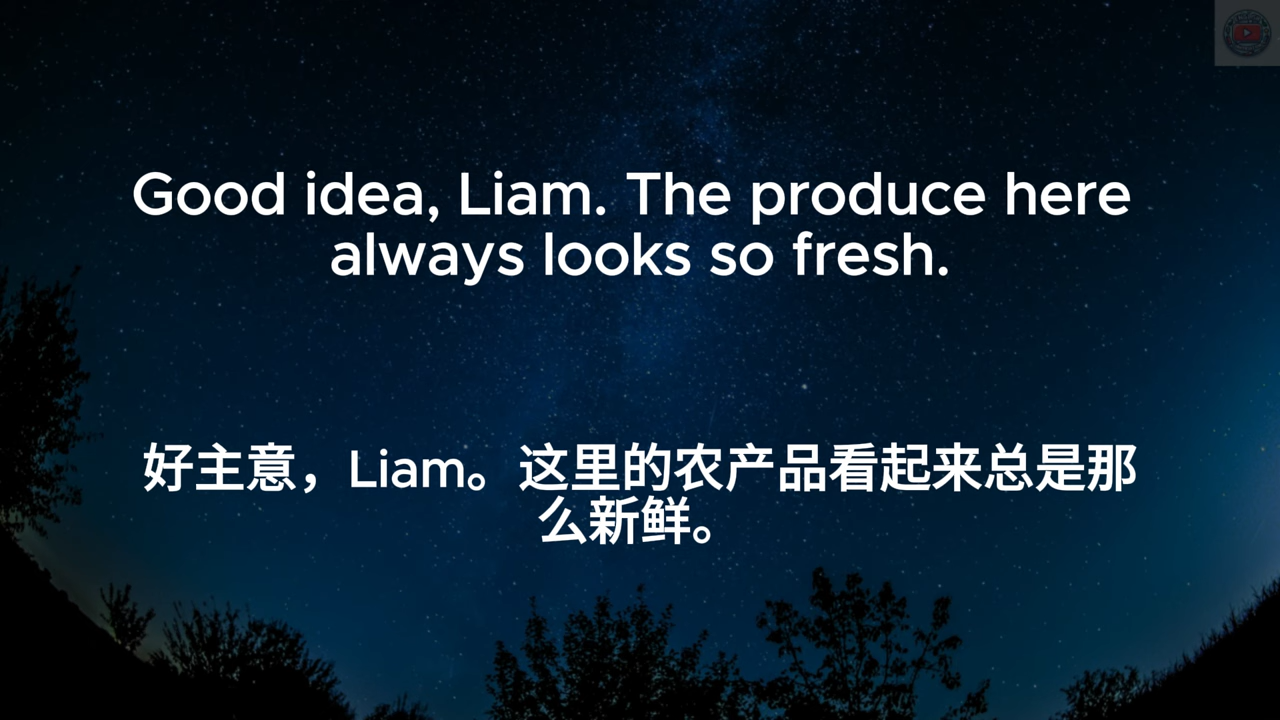 Good idea, Liam. The produce here
always looks so fresh.
好主意，Liam。这里的农产品看起来总是那
么新鲜。